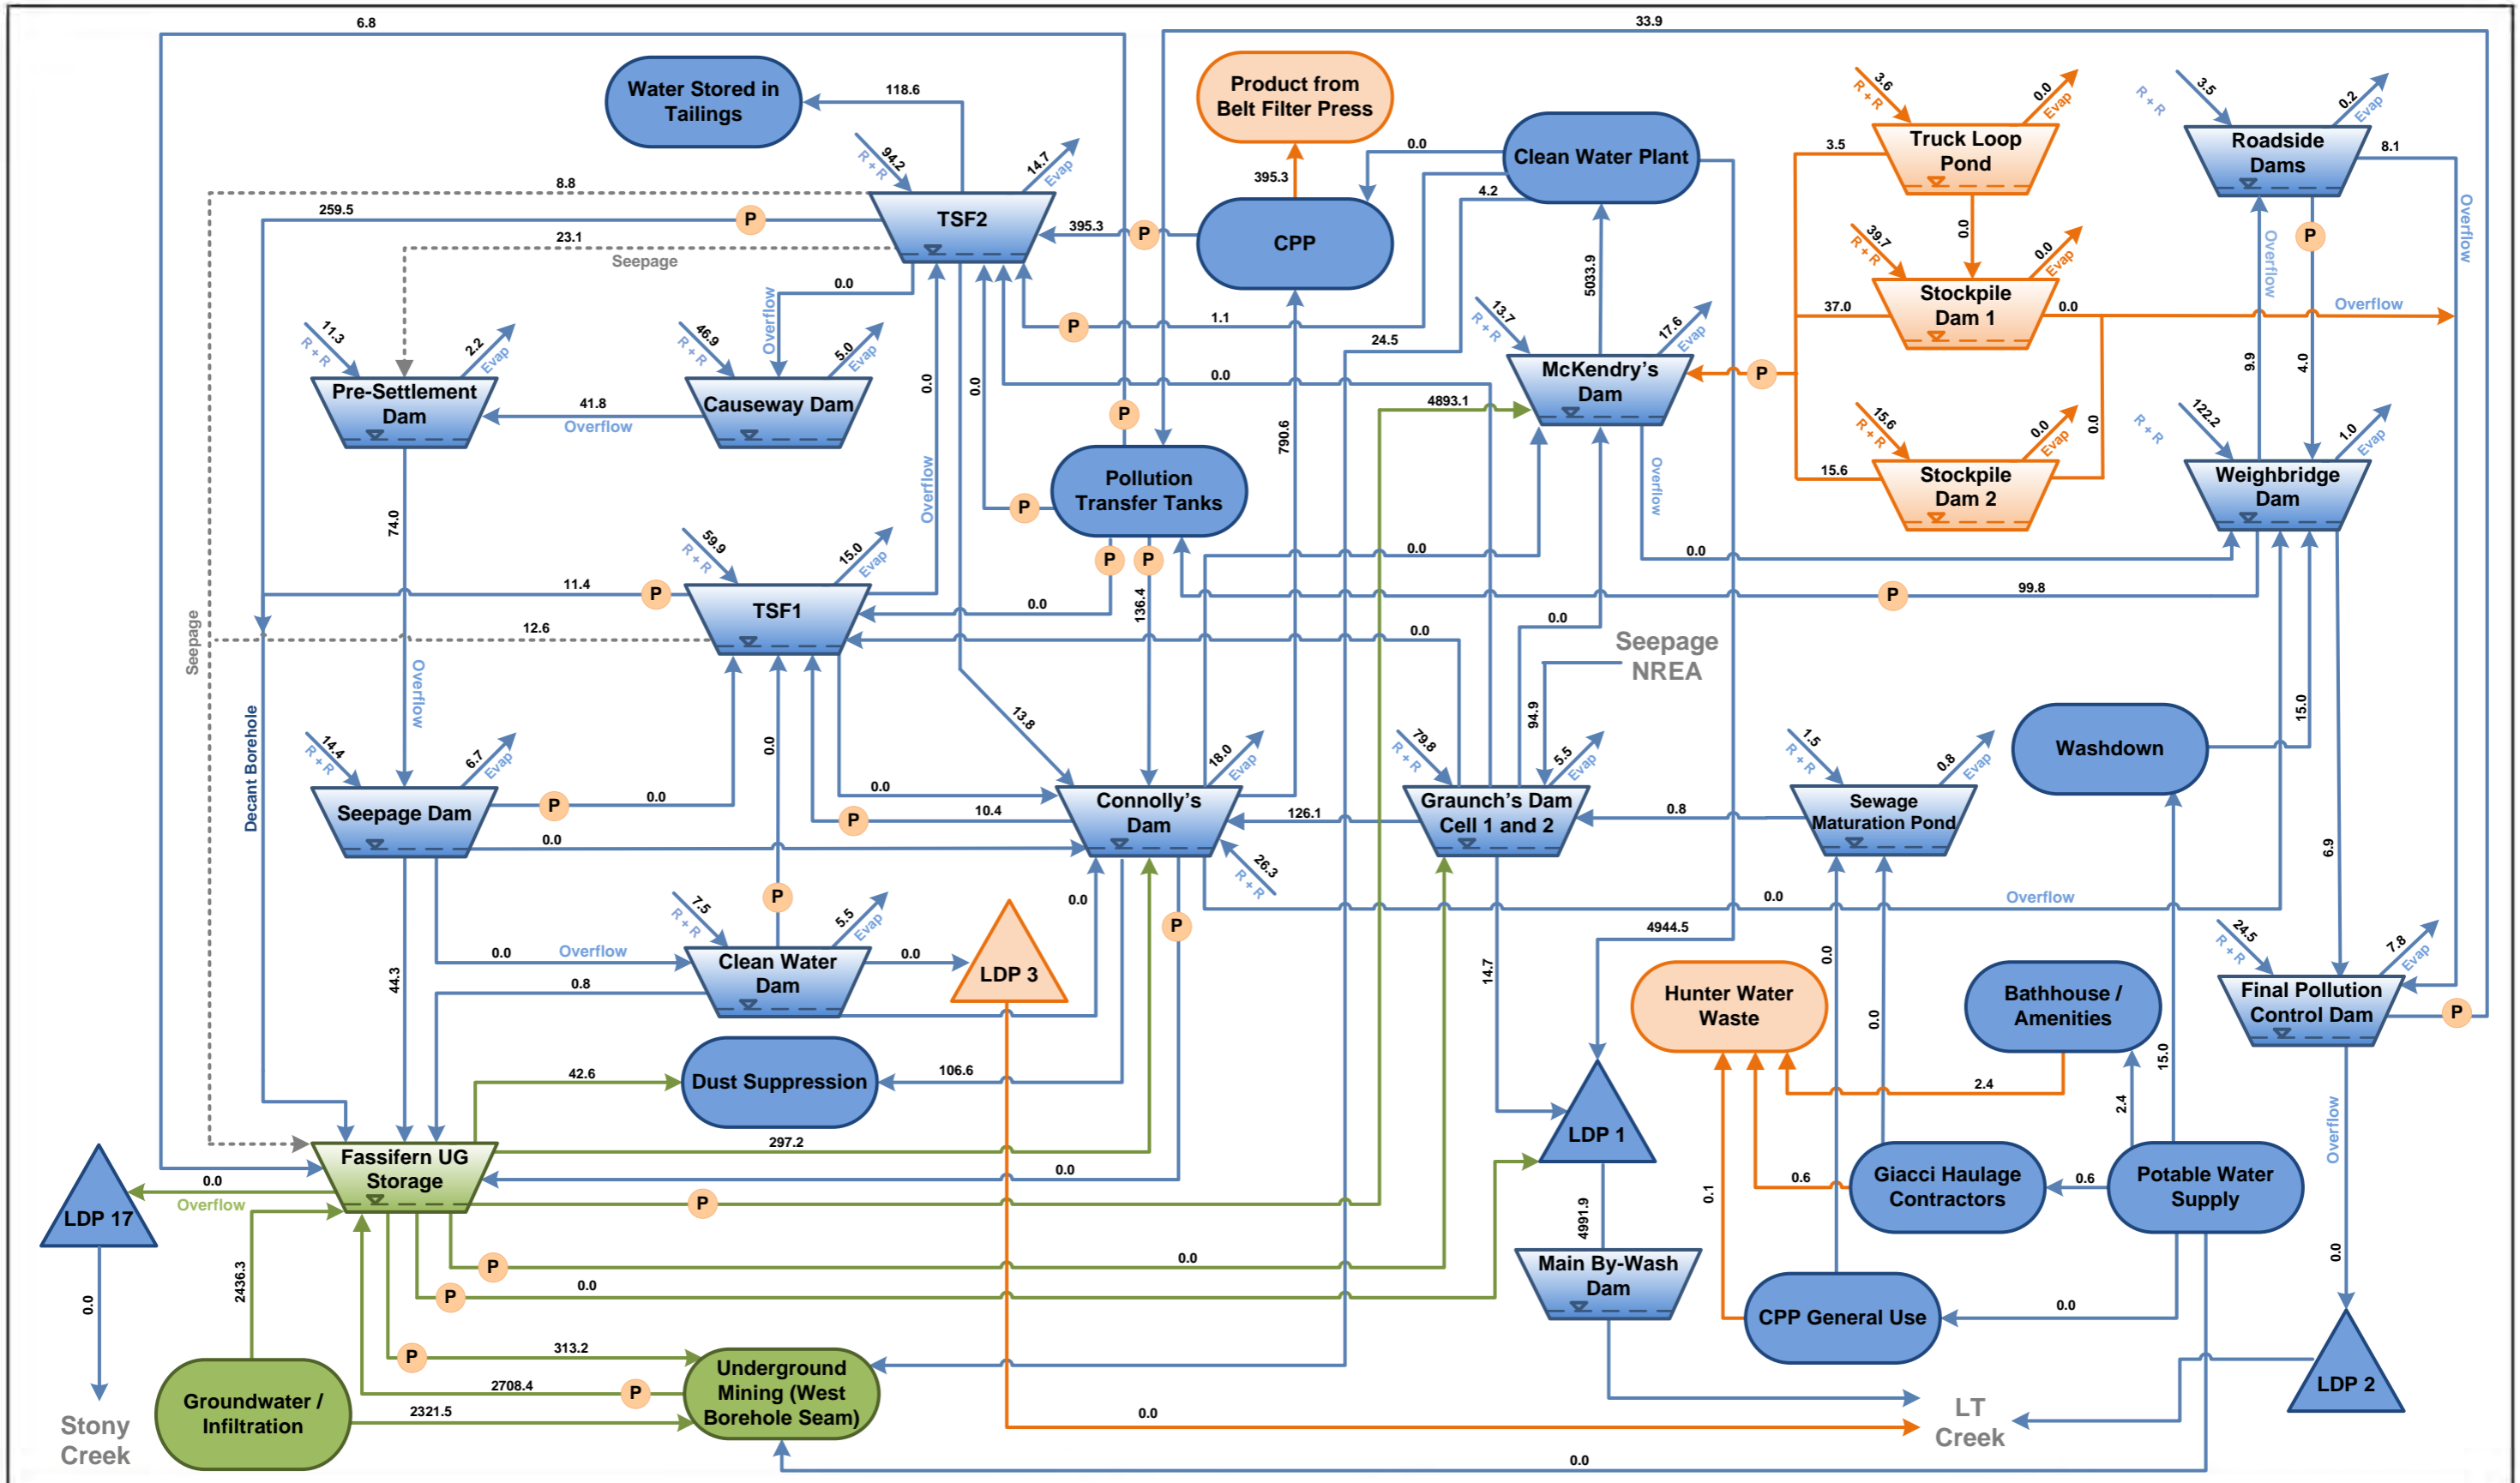 6.8
33.9
Water Stored in
Tailings
118.6
94.2
R + R
14.7
Evap
TSF2
8.8
259.5
P
23.1
Seepage
395.3
P
0.0
Overflow
Product from
Belt Filter Press
395.3
CPP
0.0
Clean Water Plant
4.2
5033.9
P
1.1
24.5
0.0
3.6
R + R
0.0
Evap
Truck Loop
Pond
3.5
0.0
39.7
R + R
0.0
Evap
Stockpile
Dam 1
37.0
0.0
Overflow
P
15.6
R + R
0.0
Evap
0.0
Stockpile
Dam 2
15.6
R + R
3.5
0.2
Evap
Roadside
Dams
8.1
Overflow
P
Overflow
9.9
4.0
R + R
122.2
1.0
Evap
Weighbridge
Dam
11.3
R + R
2.2
Evap
Pre-Settlement
Dam
41.8
Overflow
46.9
R + R
5.0
Evap
Causeway Dam
0.0
0.0
Overflow
P
Pollution
Transfer Tanks
P
P
P
790.6
4893.1
13.7
R + R
17.6
Evap
McKendry's
Dam
Overflow
0.0
0.0
P
99.8
74.0
Overflow
11.4
P
59.9
R + R
15.0
Evap
TSF1
12.6
Seepage
0.0
136.4
0.0
0.0
Seepage
NREA
94.9
13.8
Decant Borehole
14.4
R + R
6.7
Evap
Seepage Dam
P
0.0
0.0
0.0
0.0
P
10.4
Connolly's
Dam
18.0
Evap
26.3
R + R
126.1
79.8
R + R
5.5
Evap
Graunch's Dam
Cell 1 and 2
0.8
1.5
R + R
0.8
Evap
Sewage
Maturation Pond
Washdown
15.0
6.9
0.0
Overflow
P
7.5
R + R
5.5
Evap
Clean Water
Dam
0.0
Overflow
0.8
0.0
LDP 3
0.0
P
44.3
4944.5
14.7
0.0
0.0
Hunter Water
Waste
Bathhouse /
Amenities
24.5
R + R
7.8
Evap
Final Pollution
Control Dam
P
Dust Suppression
42.6
106.6
2.4
2.4
15.0
Overflow
LDP 1
297.2
0.0
Fassifern UG
Storage
0.0
Overflow
LDP 17
P
Giacci Haulage
Contractors
0.6
0.6
Potable Water
Supply
0.1
4991.9
0.0
2436.3
P
0.0
P
0.0
Main By-Wash
Dam
CPP General Use
0.0
0.0
P
313.2
2708.4
P
2321.5
Groundwater /
Infiltration
Underground
Mining (West
Borehole Seam)
LDP 2
Stony
Creek
0.0
LT
Creek
0.0